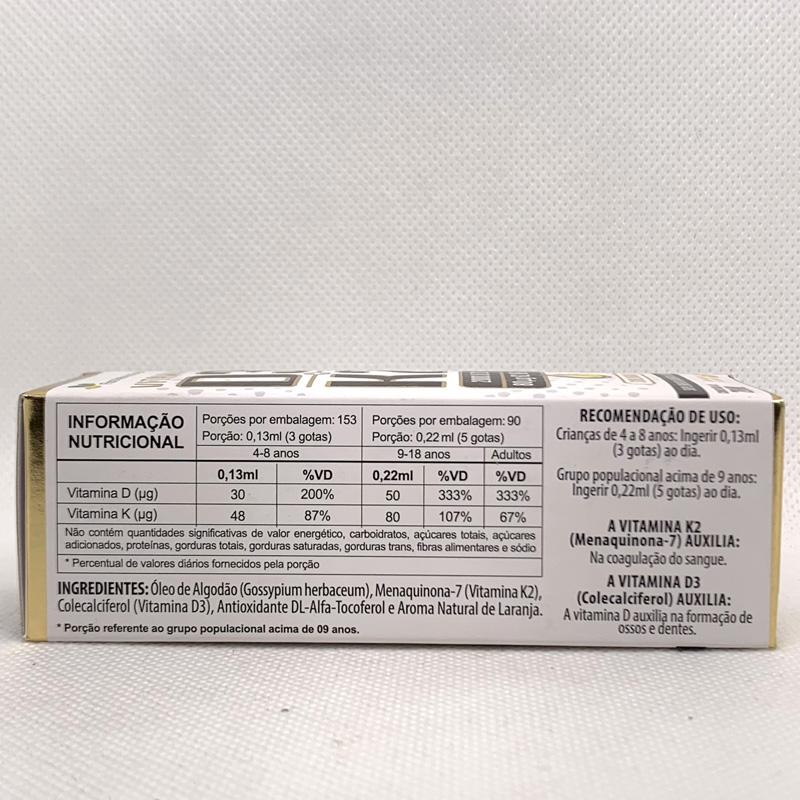 INFORMAÇÃO
NUTRICIONAL
Porções por embalagem: 153
Porção: 0,13ml (3 gotas)
Porções por embalagem: 90
Porção: 0,22 ml (5 gotas)
4-8 anos
9-18 anos
Adultos
0,13ml %VD 0,22ml %VD %VD
Vitamina D (µg) 30 200% 50 333% 333%
Vitamina K (µg) 48 87% 80 107% 67%
Não contém quantidades significativas de valor energético, carboidratos, açúcares totais, açúcares
adicionados, proteínas, gorduras totais, gorduras saturadas, gorduras trans, fibras alimentares e sódio
* Percentual de valores diários fornecidos pela porção
INGREDIENTES: Óleo de Algodão (Gossypium herbaceum), Menaquinona-7 (Vitamina K2),
Colecalciferol (Vitamina D3), Antioxidante DL-Alfa-Tocoferol e Aroma Natural de Laranja.
* Porção referente ao grupo populacional acima de 09 anos.
RECOMENDAÇÃO DE USO:
Crianças de 4 a 8 anos: Ingerir 0,13ml
(3 gotas) ao dia.
Grupo populacional acima de 9 anos:
Ingerir 0,22ml (5 gotas) ao dia.
A VITAMINA K2
(Menaquinona-7) AUXILIA:
Na coagulação do sangue.
A VITAMINA D3
(Colecalciferol) AUXILIA:
A vitamina D auxilia na formação de
ossos e dentes.